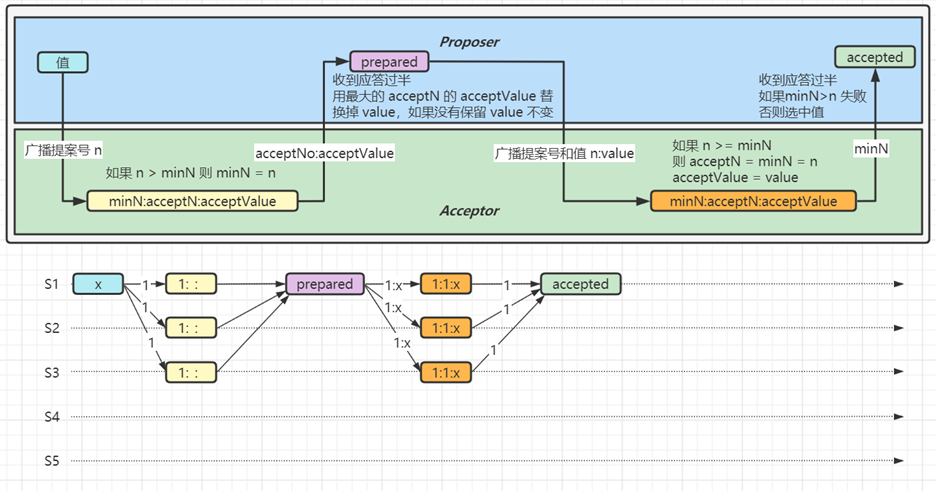 Proposer
值
prepared
accepted
收到应答过半
用最大的 acceptN 的 acceptValue 替
换掉 value，如果没有保留 value 不变
收到应答过半
如果minN>n 失败
否则选中值
广播提案号 n
acceptNo:acceptValue
广播提案号和值 n:value
minN
如果 n > minN 则 minN = n
如果 n >= minN
则 acceptN = minN = n
acceptValue = value
minN:acceptN:acceptValue
minN:acceptN:acceptValue
Acceptor
S1
x
1
1: :
prepared
1:x
1:1:x
1
accepted
S2
1
1: :
1:x
1:1:x
1
S3
1
1: :
1:x
1:1:x
1
S4
S5